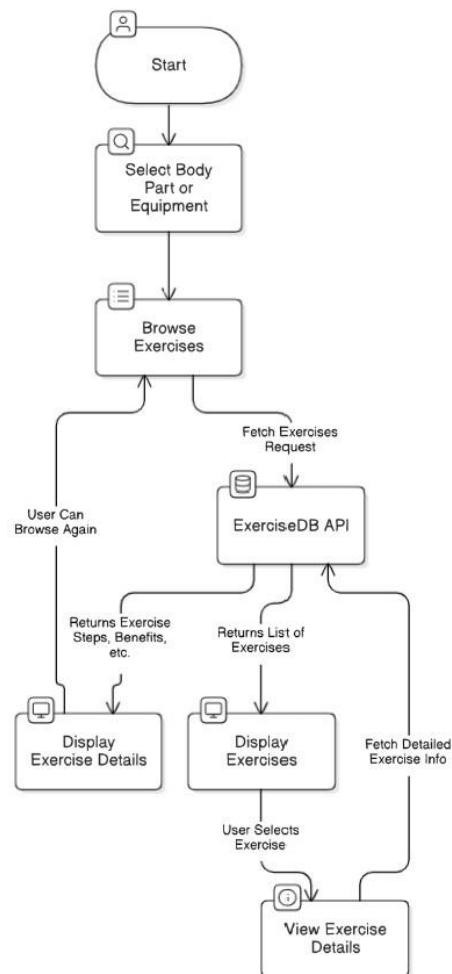 Start
Select Body
Part or
Equipment
Browse
Exercises
Fetch Exercises
Request
User Can
Browse Again
ExerciseDB API
Returns Exercise
Steps, Benefits,
etc.
Returns List of
Exercises
Display
Exercise Details
Display
Exercises
Fetch Detailed
Exercise Info
User Selects
Exercise
View Exercise
Details